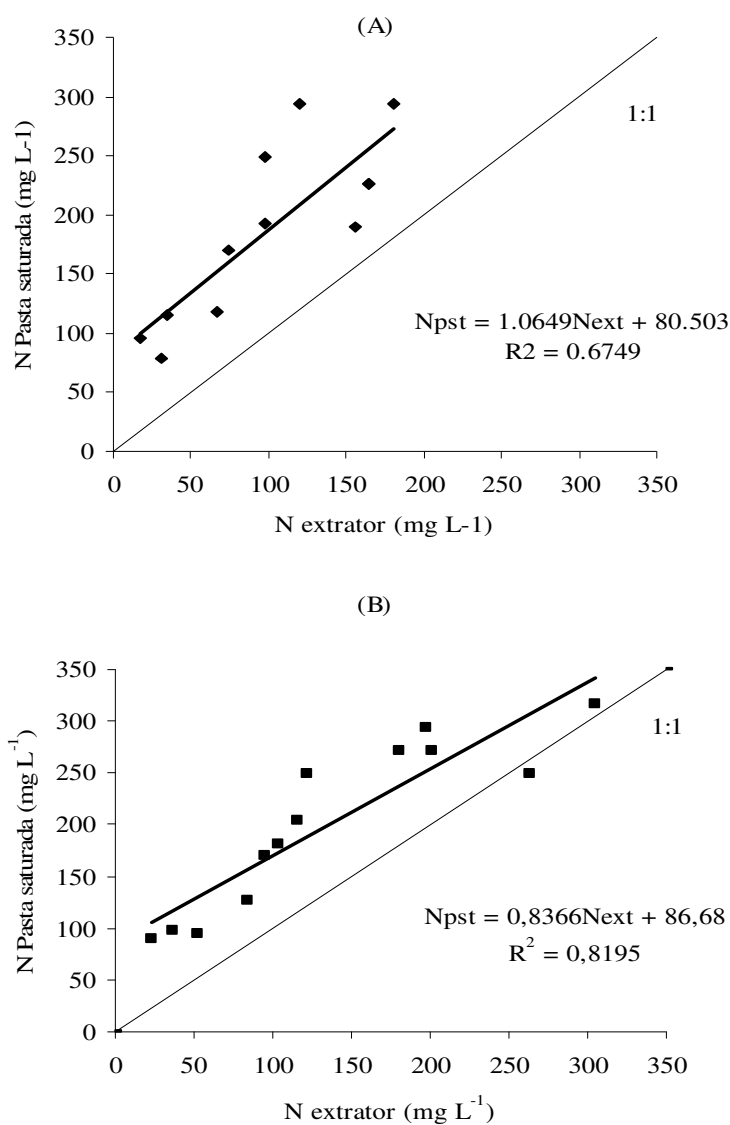 (A)
350
300
250
200
150
100
50
0
N Pasta saturada (mg L-1)
1:1
Npst = 1.0649Next + 80.503
R2 = 0.6749
0 50 100 150 200 250 300 350
N extrator (mg L-1)
(B)
350
300
250
200
150
100
50
0
N Pasta saturada (mg L⁻¹)
1:1
Npst = 0,8366Next + 86,68
R² = 0,8195
0 50 100 150 200 250 300 350
N extrator (mg L⁻¹)